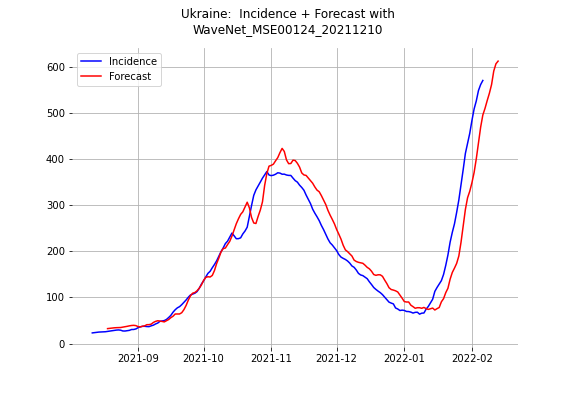 Ukraine:  Incidence + Forecast with
WaveNet_MSE00124_20211210
Incidence
Forecast
600
500
400
300
200
100
0
2021-09 2021-10 2021-11 2021-12 2022-01 2022-02